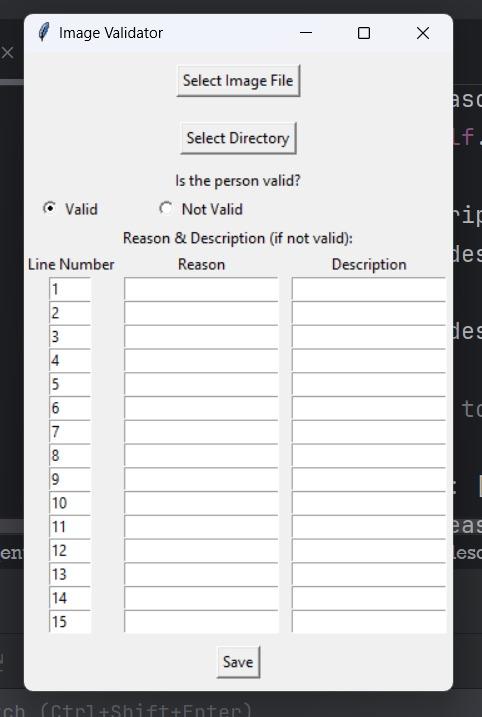 Image Validator
Select Image File
Select Directory
Is the person valid?
Valid Not Valid
Reason & Description (if not valid):
Line Number Reason Description
1
2
3
4
5
6
7
8
9
10
11
12
13
14
15
Save
tch (Ctrl+Shift+Enter)